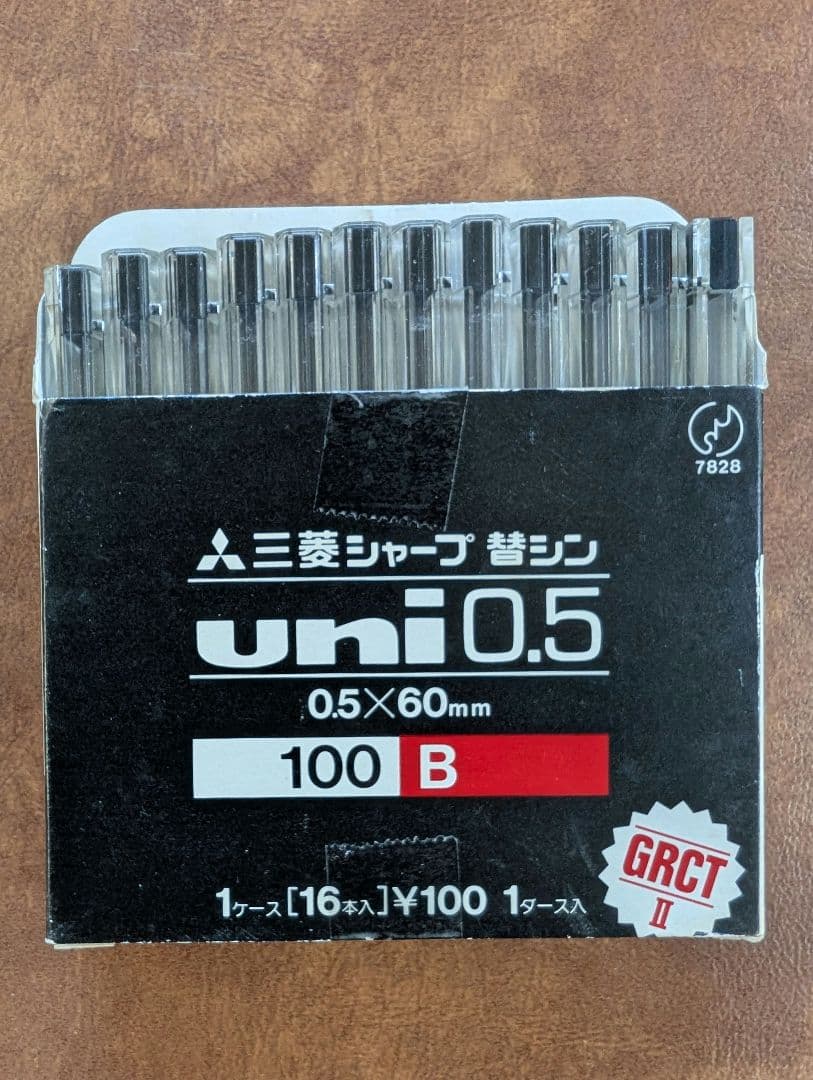 7828
三菱シャープ 替シン
uni 0.5
0.5×60mm
100 B
1ケース[16本入]¥100 1ダース入
GRCT
II